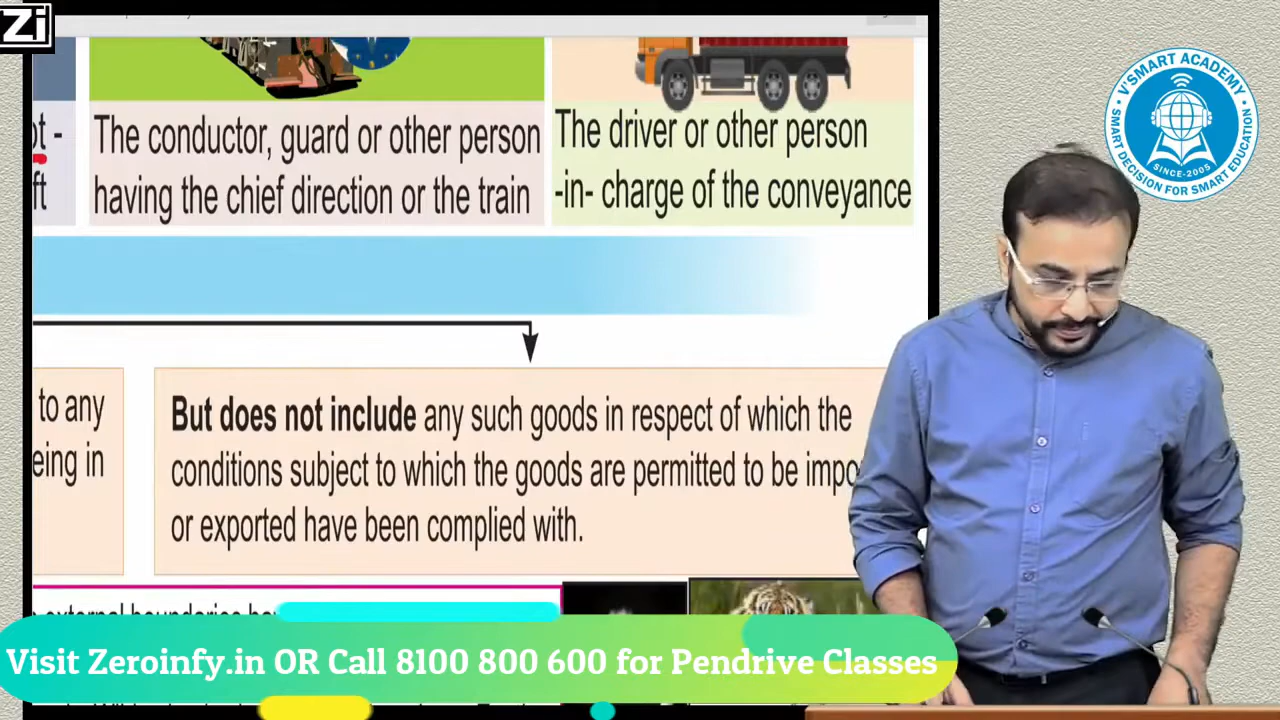 Zi
V'SMART ACADEMY
SMART DECISION FOR SMART EDUCATION
SINCE-2005
The conductor, guard or other person
having the chief direction or the train
The driver or other person
-in- charge of the conveyance
to any
But does not include any such goods in respect of which the
conditions subject to which the goods are permitted to be impo
or exported have been complied with.
external boundaries
Visit Zeroinfy.in OR Call 8100 800 600 for Pendrive Classes